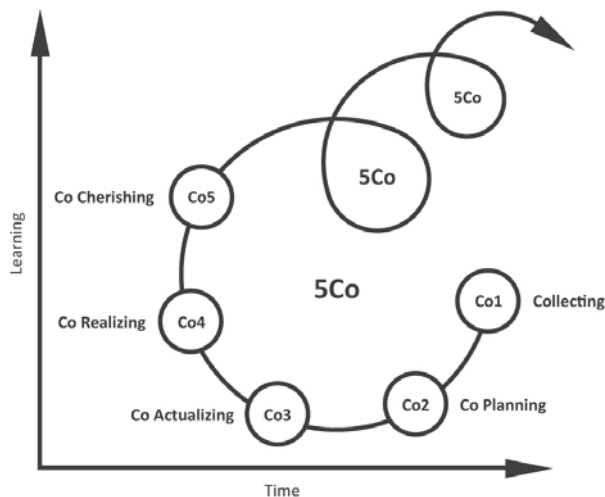 5Co
5Co
Co Cherishing
Co5
Learning
5Co
Co1
Collecting
Co Realizing
Co4
Co Actualizing
Co3
Co2
Co Planning
Time